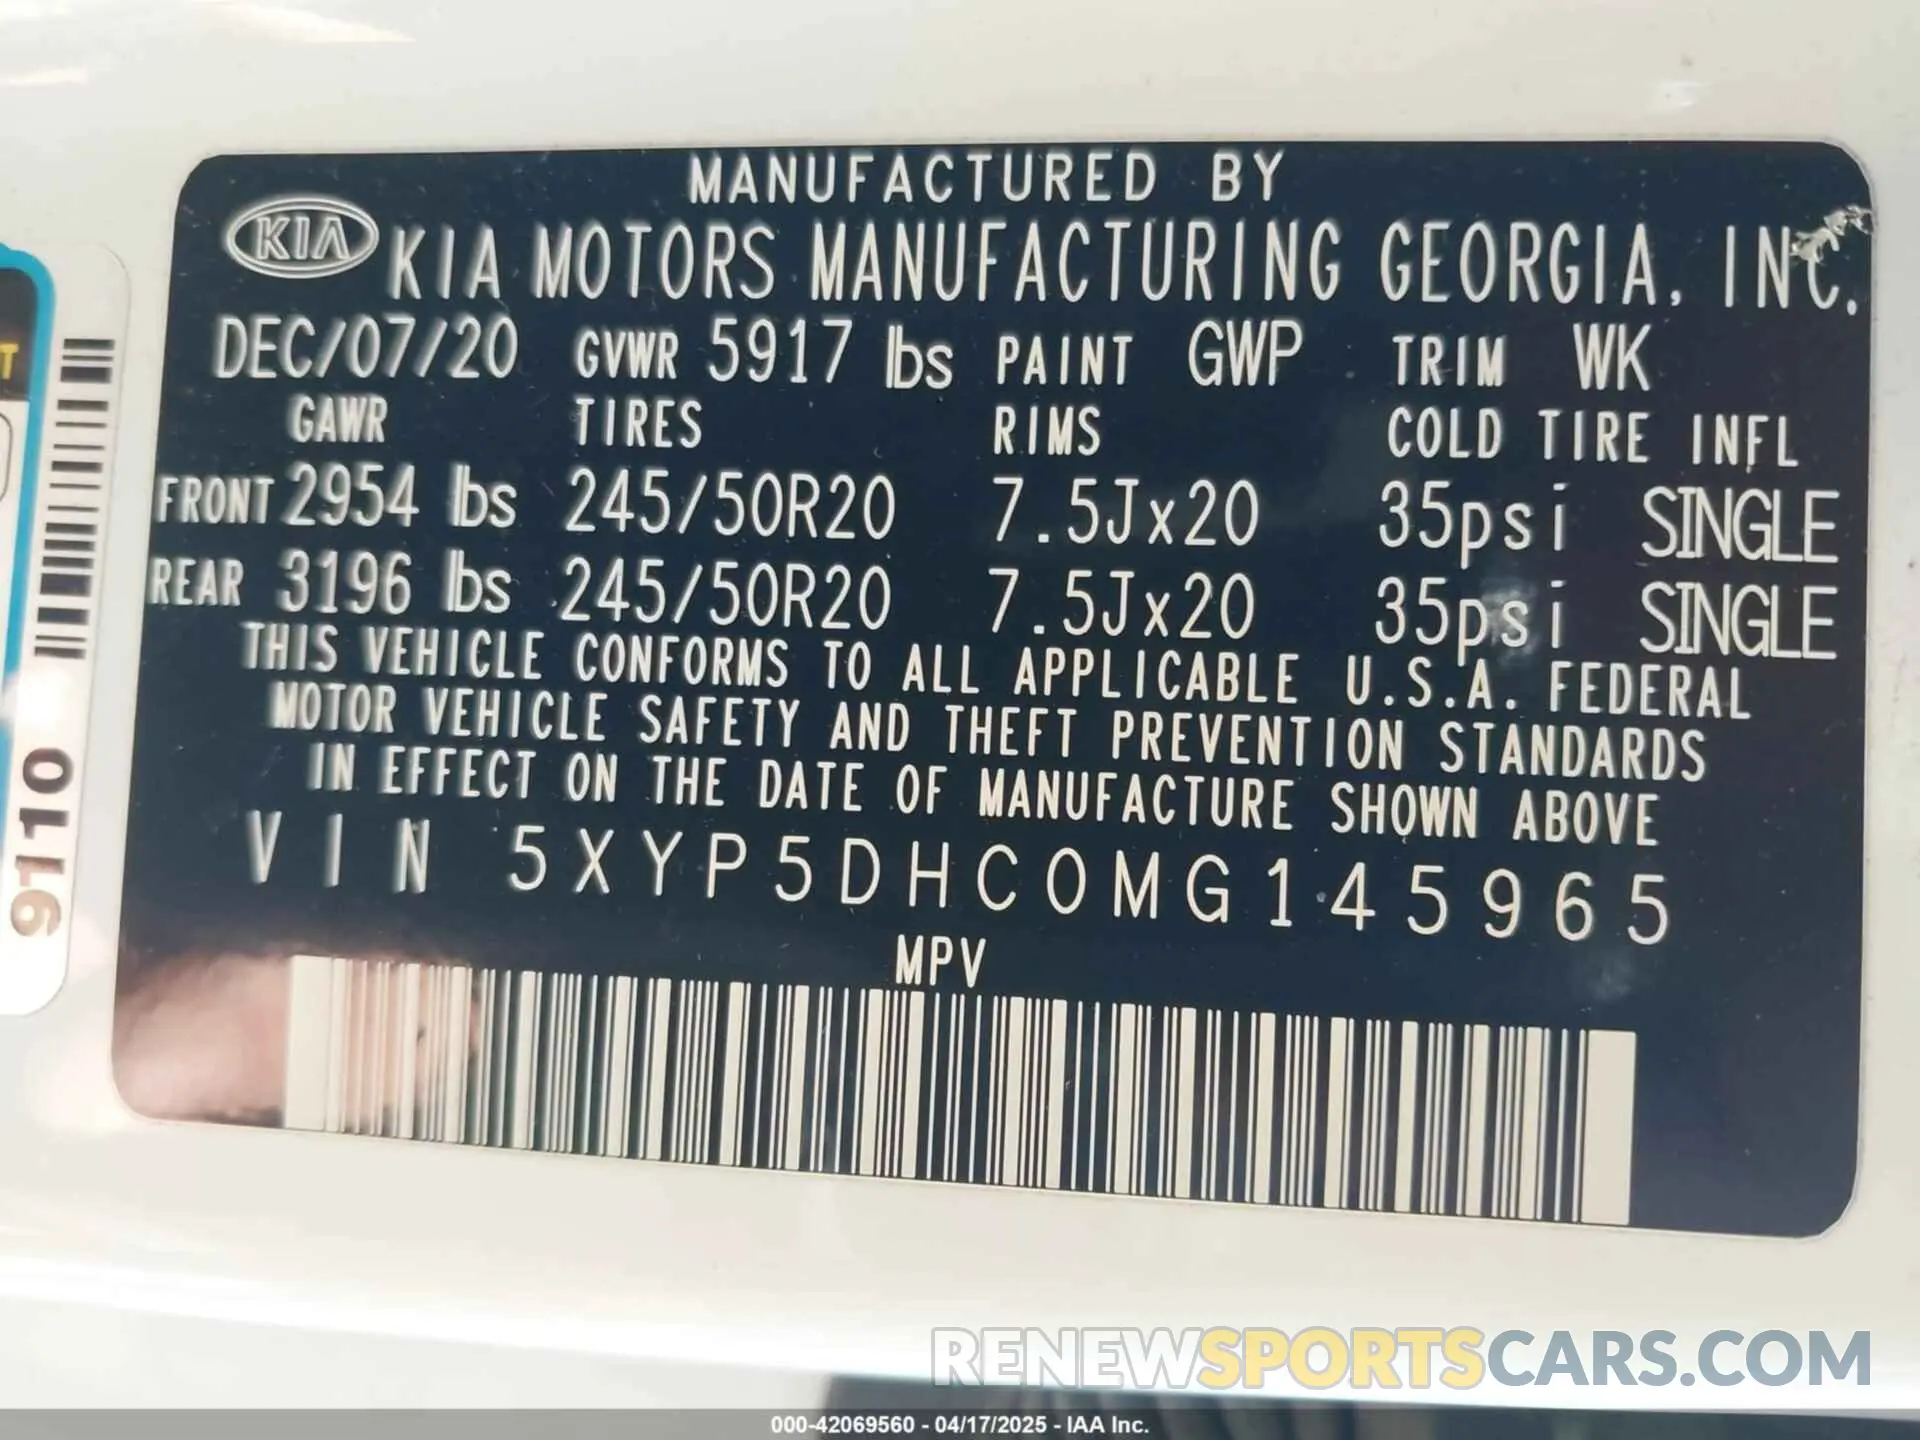 MANUFACTURED BY
KIA KIA MOTORS MANUFACTURING GEORGIA, INC.
DEC/07/20 GVWR 5917 lbs PAINT GWP TRIM WK
GAWR TIRES RIMS COLD TIRE INFL
FRONT 2954 lbs 245/50R20 7.5Jx20 35psi SINGLE
REAR 3196 lbs 245/50R20 7.5Jx20 35psi SINGLE
THIS VEHICLE CONFORMS TO ALL APPLICABLE U.S.A. FEDERAL
MOTOR VEHICLE SAFETY AND THEFT PREVENTION STANDARDS
IN EFFECT ON THE DATE OF MANUFACTURE SHOWN ABOVE
VIN 5XYP5DHC0MG145965
MPV
9110
RENEWSPORTSCARS.COM
000-42069560 - 04/17/2025 - IAA Inc.